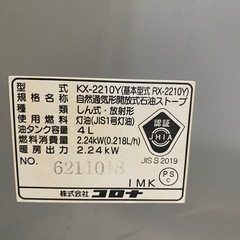 型式 KX-2210Y(基本型式 RX-2210Y)
規格名称 自然通気形開放式石油ストーブ
種類 しん式・放射形
使用燃料 灯油(JIS1号灯油)
油タンク容量 4L
燃料消費量 2.24kW(0.218L/h)
暖房出力 2.24kW
NO. 6211018
IMK
株式会社コロナ
認証
JHIA
JIS S 2019
PS
C